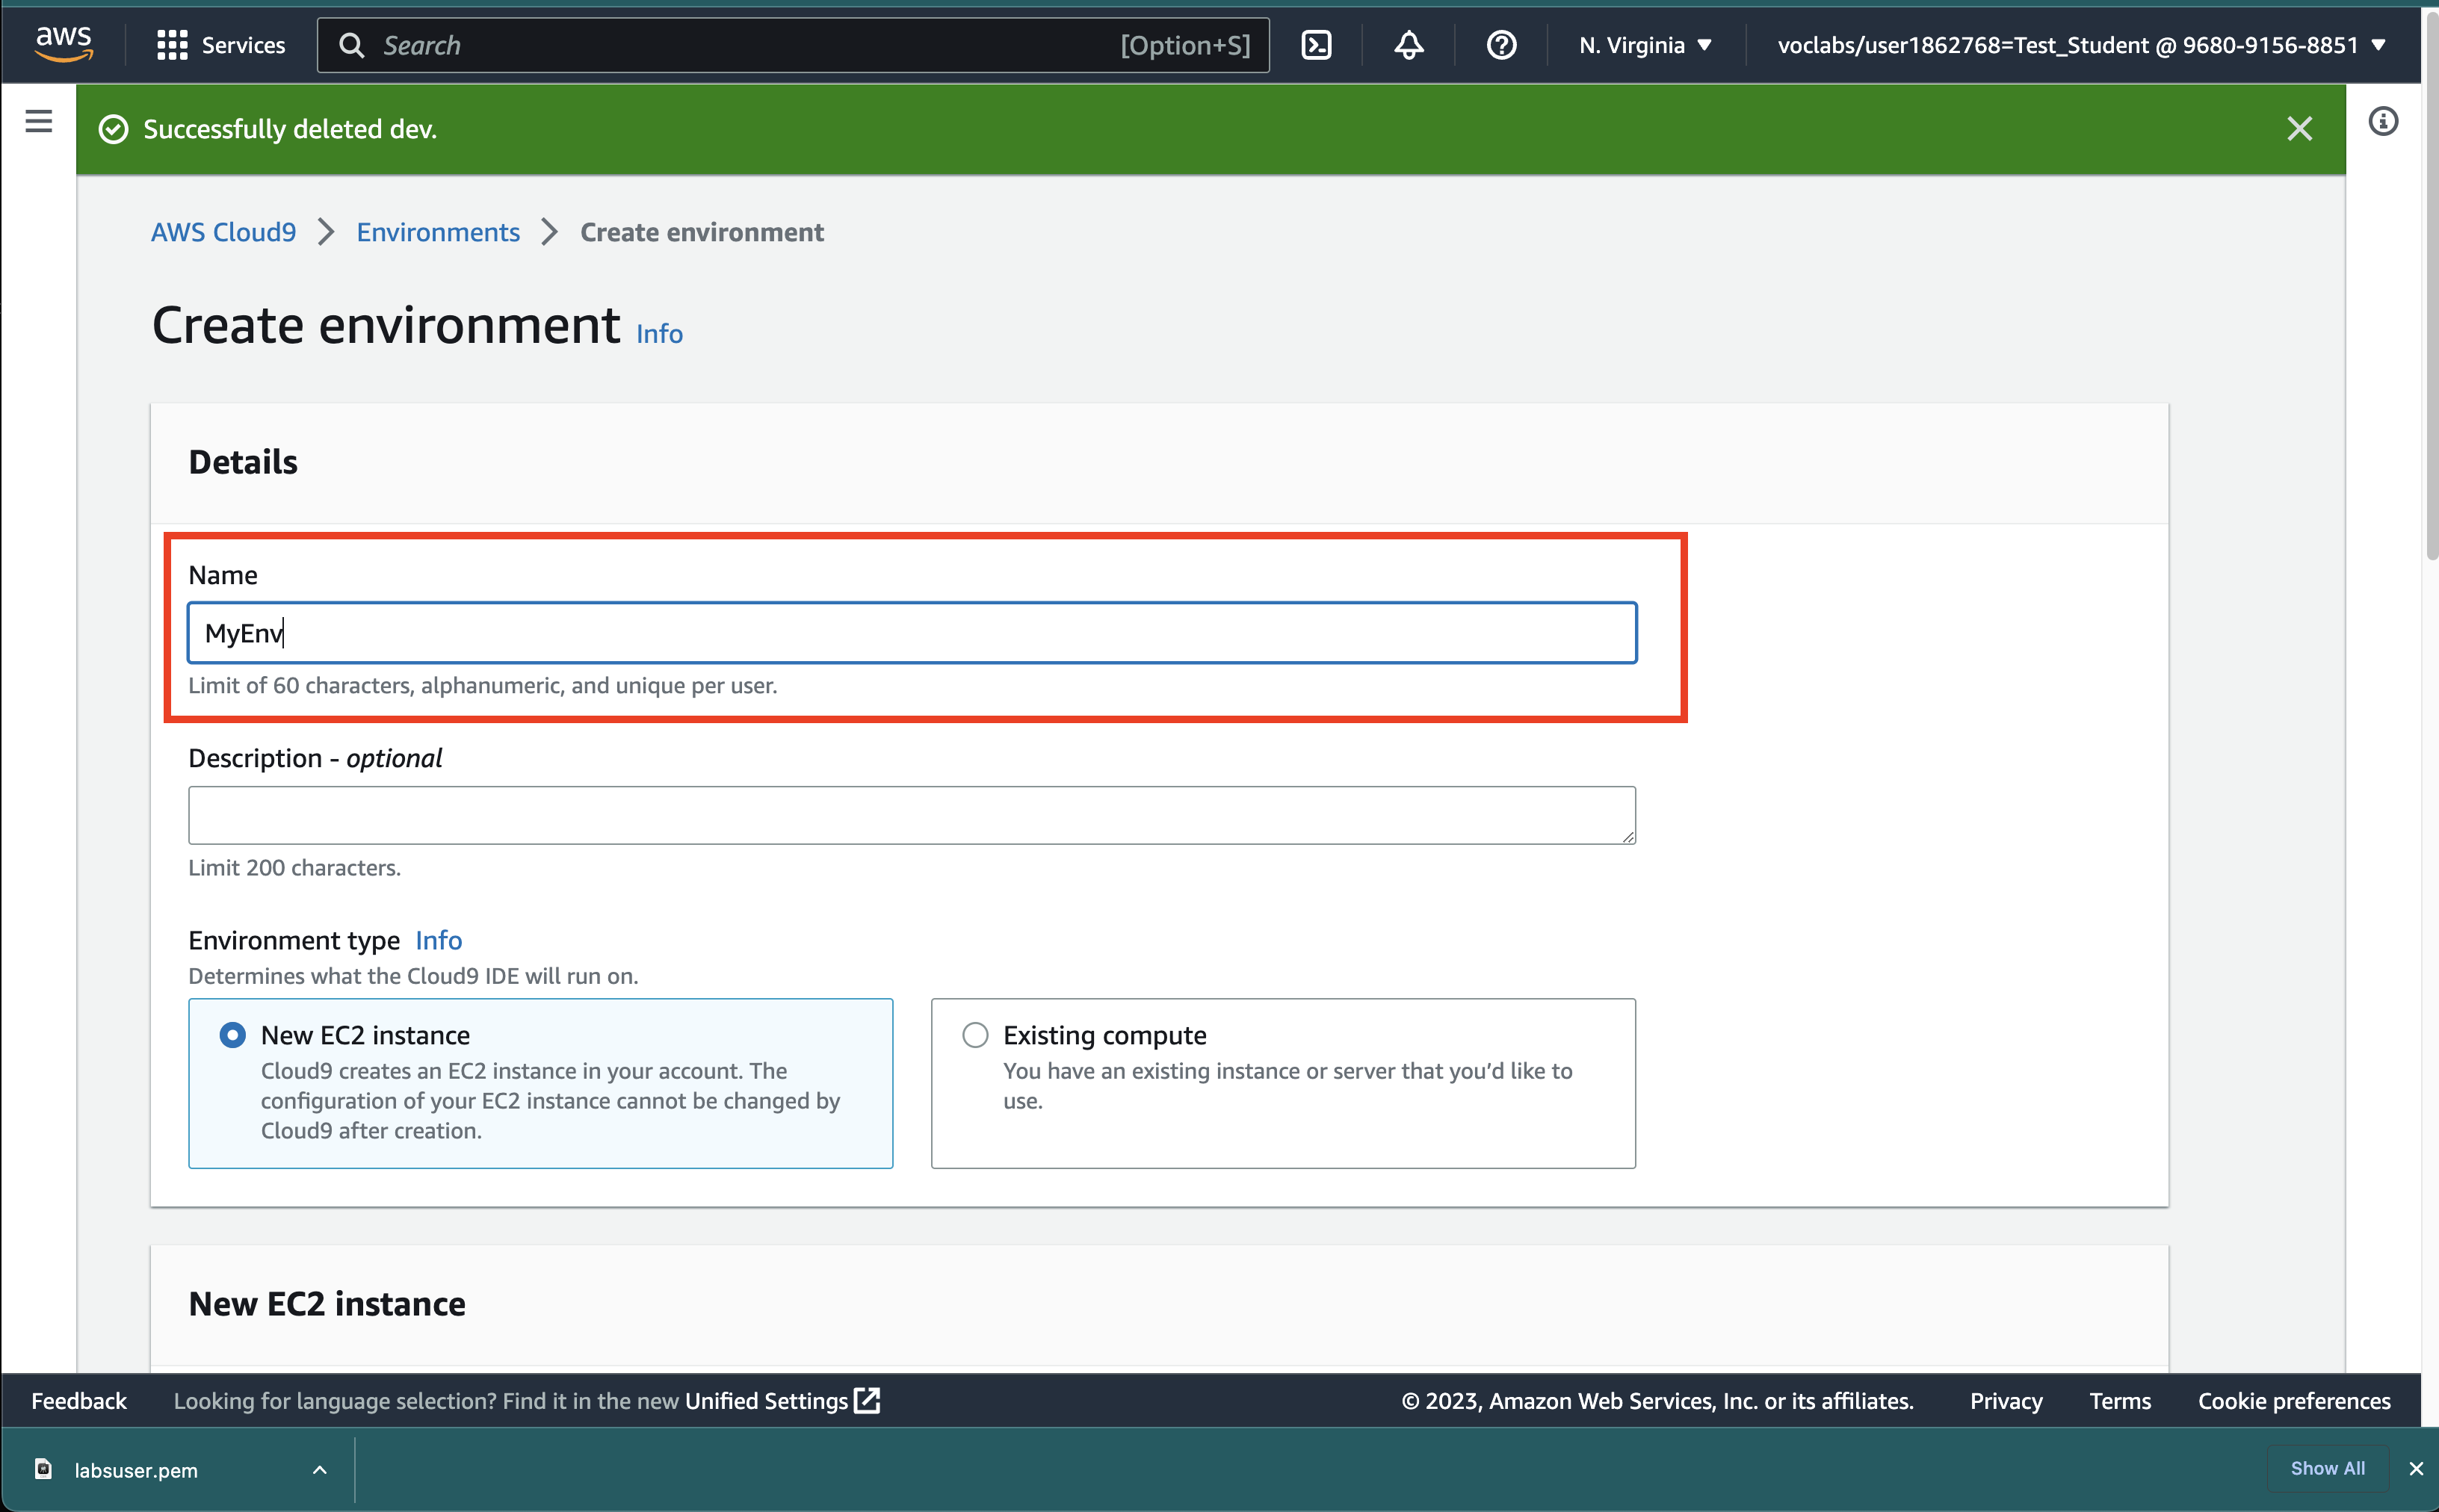 aws
Services
Search
[Option+S]
N. Virginia
voclabs/user1862768=Test_Student @ 9680-9156-8851
Successfully deleted dev.
AWS Cloud9 > Environments > Create environment
Create environment Info
Details
Name
MyEnv
Limit of 60 characters, alphanumeric, and unique per user.
Description - optional
Limit 200 characters.
Environment type Info
Determines what the Cloud9 IDE will run on.
New EC2 instance
Cloud9 creates an EC2 instance in your account. The
configuration of your EC2 instance cannot be changed by
Cloud9 after creation.
Existing compute
You have an existing instance or server that you’d like to
use.
New EC2 instance
Feedback
Looking for language selection? Find it in the new Unified Settings
© 2023, Amazon Web Services, Inc. or its affiliates.
Privacy
Terms
Cookie preferences
labsuser.pem
Show All